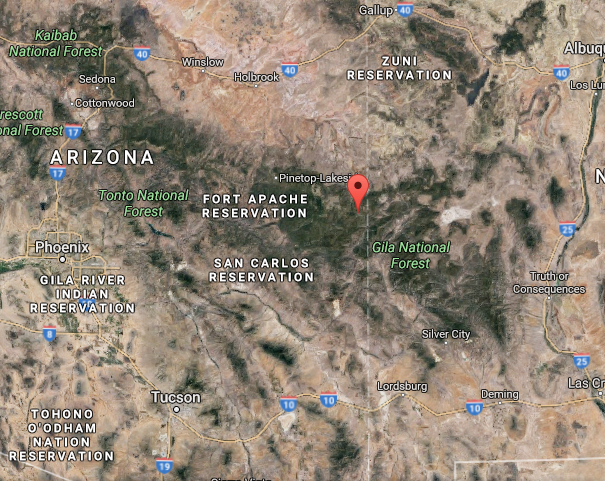 Gallup
40
Kaibab
National Forest
40
ZUNI
RESERVATION
Albuq
Winslow
Holbrook
40
40
Sedona
Los Lu
Cottonwood
rescott
onal Forest
17
ARIZONA
17
Pinetop-Lakesi
N
Tonto National
Forest
FORT APACHE
RESERVATION
25
Phoenix
Gila National
Forest
SAN CARLOS
RESERVATION
GILA RIVER
INDIAN
RESERVATION
Truth or
Consequences
8
Silver City
25
Tucson
Lordsburg
Deming
Las Cr
10
10
10
TOHONO
O'ODHAM
NATION
RESERVATION
19